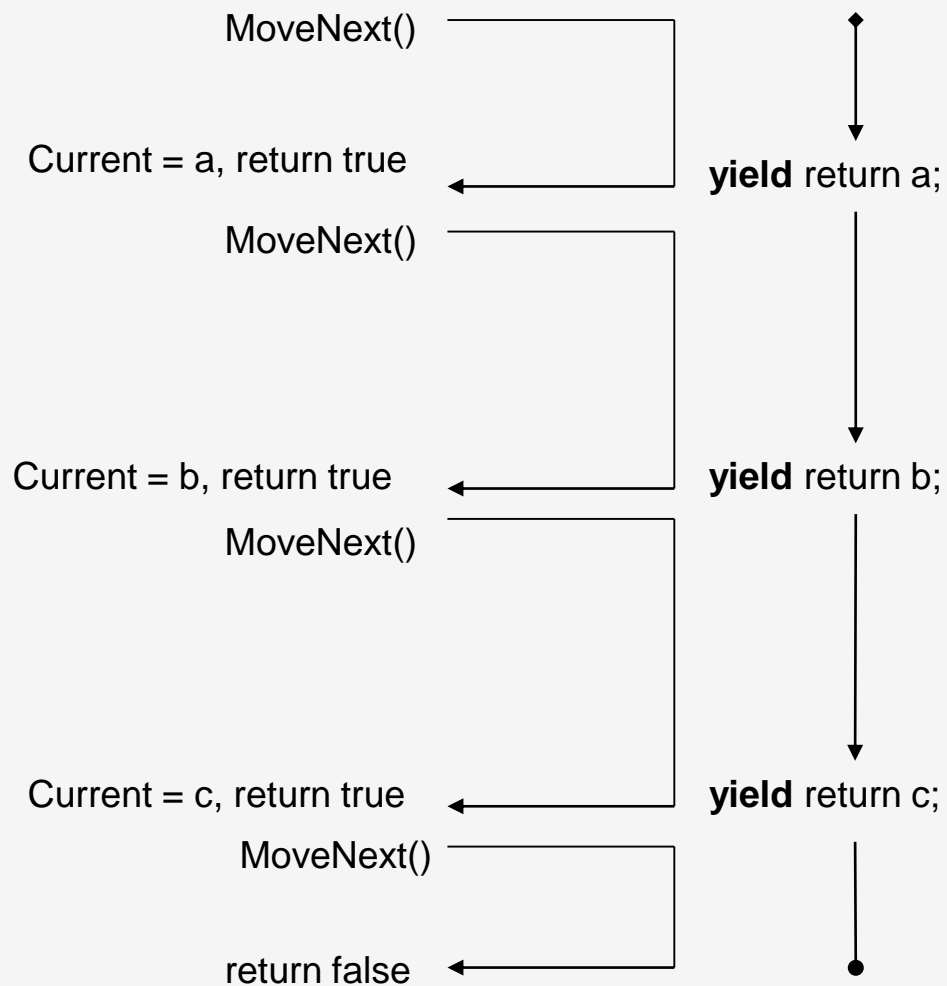 MoveNext()
Current = a, return true
yield return a;
MoveNext()
Current = b, return true
yield return b;
MoveNext()
Current = c, return true
yield return c;
MoveNext()
return false